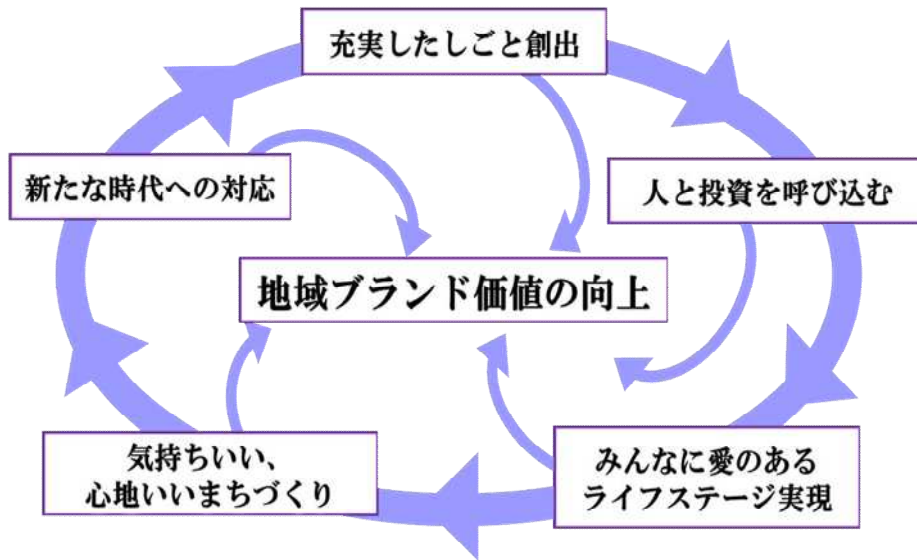 充実したしごと創出
新たな時代への対応
人と投資を呼び込む
地域ブランド価値の向上
気持ちいい、
心地いいまちづくり
みんなに愛のある
ライフステージ実現